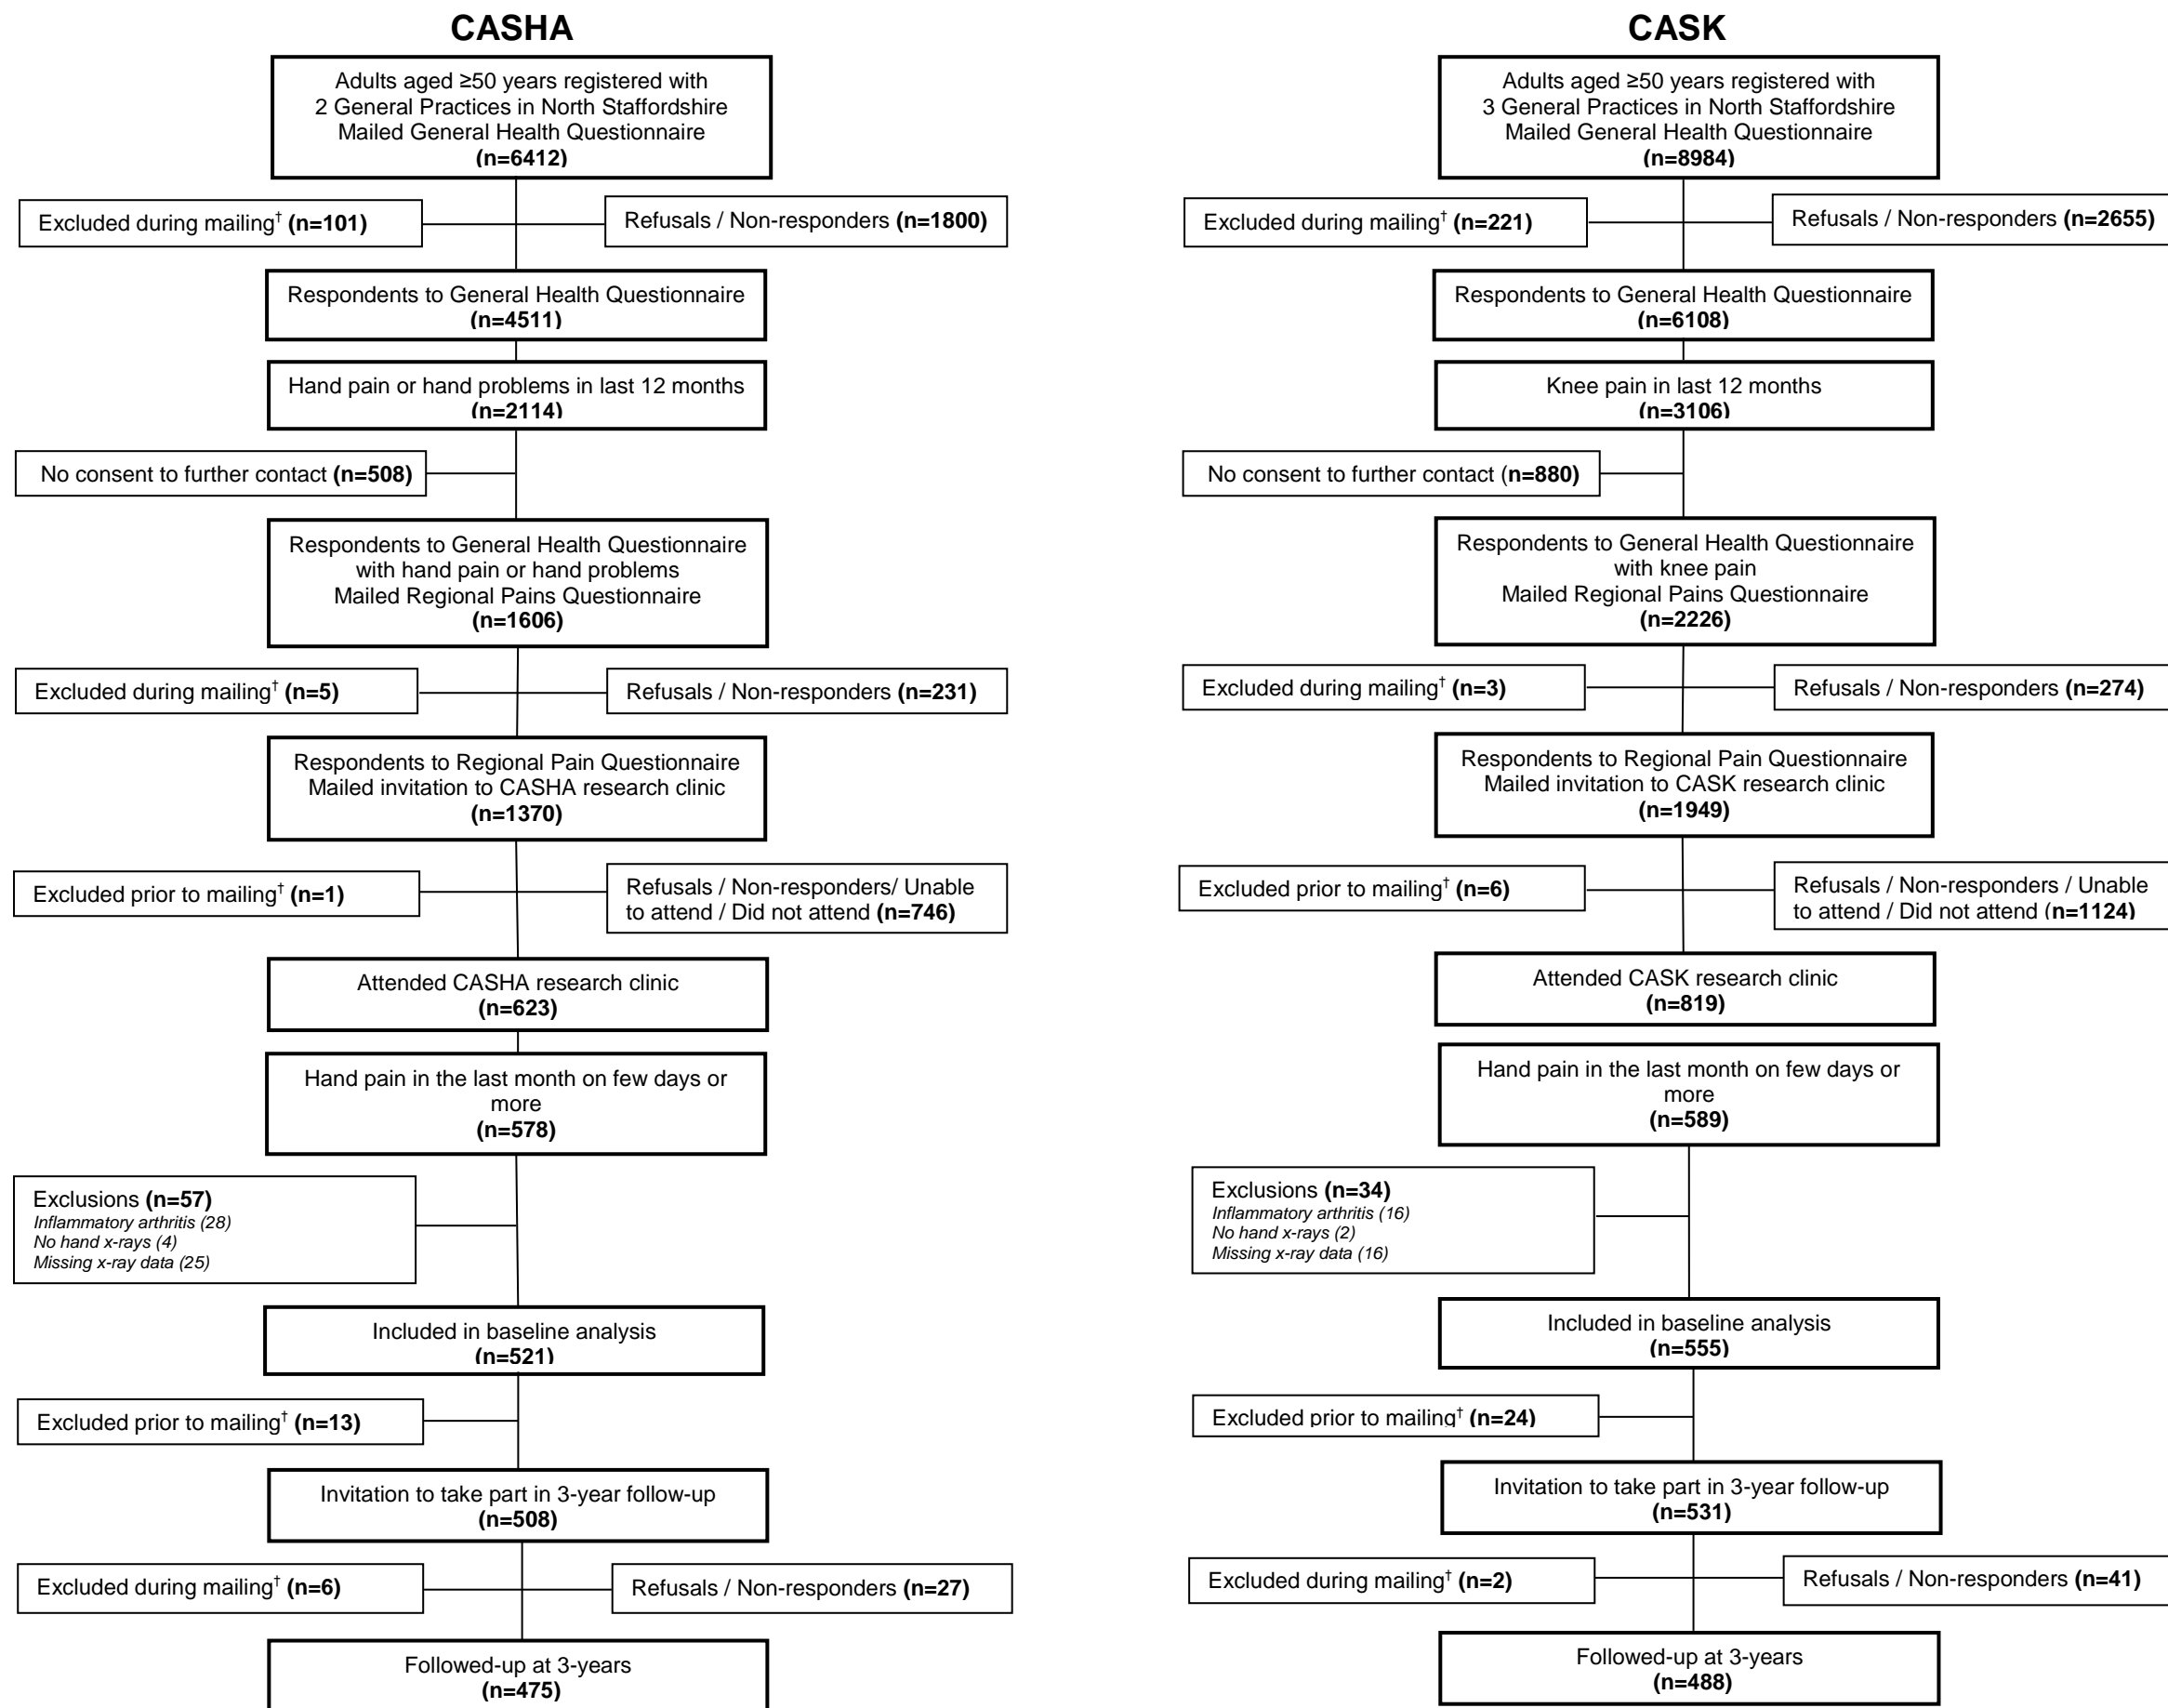 CASHA
Adults aged ≥50 years registered with
2 General Practices in North Staffordshire
Mailed General Health Questionnaire
(n=6412)
Excluded during mailing† (n=101)
Refusals / Non-responders (n=1800)
Respondents to General Health Questionnaire
(n=4511)
Hand pain or hand problems in last 12 months
(n=2114)
No consent to further contact (n=508)
Respondents to General Health Questionnaire
with hand pain or hand problems
Mailed Regional Pains Questionnaire
(n=1606)
Excluded during mailing† (n=5)
Refusals / Non-responders (n=231)
Respondents to Regional Pain Questionnaire
Mailed invitation to CASHA research clinic
(n=1370)
Excluded prior to mailing† (n=1)
Refusals / Non-responders/ Unable
to attend / Did not attend (n=746)
Attended CASHA research clinic
(n=623)
Hand pain in the last month on few days or
more
(n=578)
Exclusions (n=57)
Inflammatory arthritis (28)
No hand x-rays (4)
Missing x-ray data (25)
Included in baseline analysis
(n=521)
Excluded prior to mailing† (n=13)
Invitation to take part in 3-year follow-up
(n=508)
Excluded during mailing† (n=6)
Refusals / Non-responders (n=27)
Followed-up at 3-years
(n=475)
CASK
Adults aged ≥50 years registered with
3 General Practices in North Staffordshire
Mailed General Health Questionnaire
(n=8984)
Excluded during mailing† (n=221)
Refusals / Non-responders (n=2655)
Respondents to General Health Questionnaire
(n=6108)
Knee pain in last 12 months
(n=3106)
No consent to further contact (n=880)
Respondents to General Health Questionnaire
with knee pain
Mailed Regional Pains Questionnaire
(n=2226)
Excluded during mailing† (n=3)
Refusals / Non-responders (n=274)
Respondents to Regional Pain Questionnaire
Mailed invitation to CASK research clinic
(n=1949)
Excluded prior to mailing† (n=6)
Refusals / Non-responders / Unable
to attend / Did not attend (n=1124)
Attended CASK research clinic
(n=819)
Hand pain in the last month on few days or
more
(n=589)
Exclusions (n=34)
Inflammatory arthritis (16)
No hand x-rays (2)
Missing x-ray data (16)
Included in baseline analysis
(n=555)
Excluded prior to mailing† (n=24)
Invitation to take part in 3-year follow-up
(n=531)
Excluded during mailing† (n=2)
Refusals / Non-responders (n=41)
Followed-up at 3-years
(n=488)